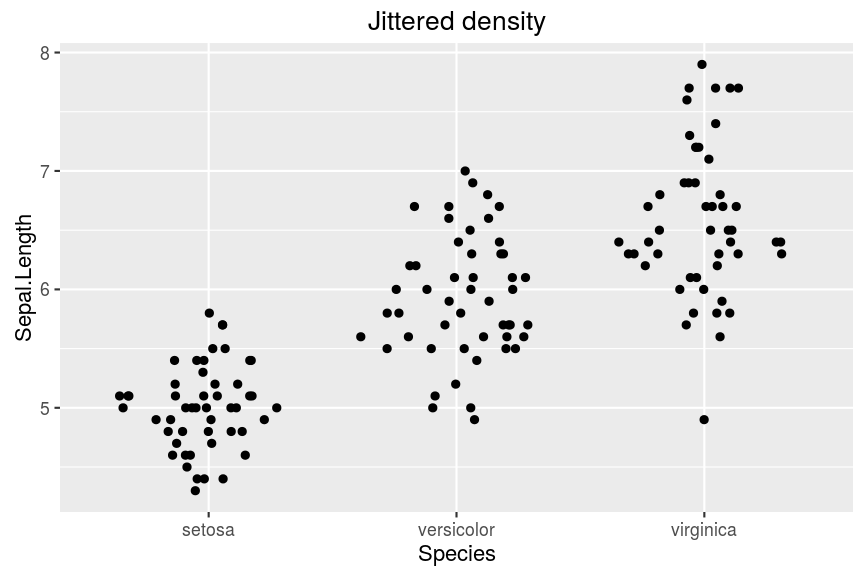 Jittered density
8
7
6
5
Sepal.Length
setosa versicolor virginica
Species